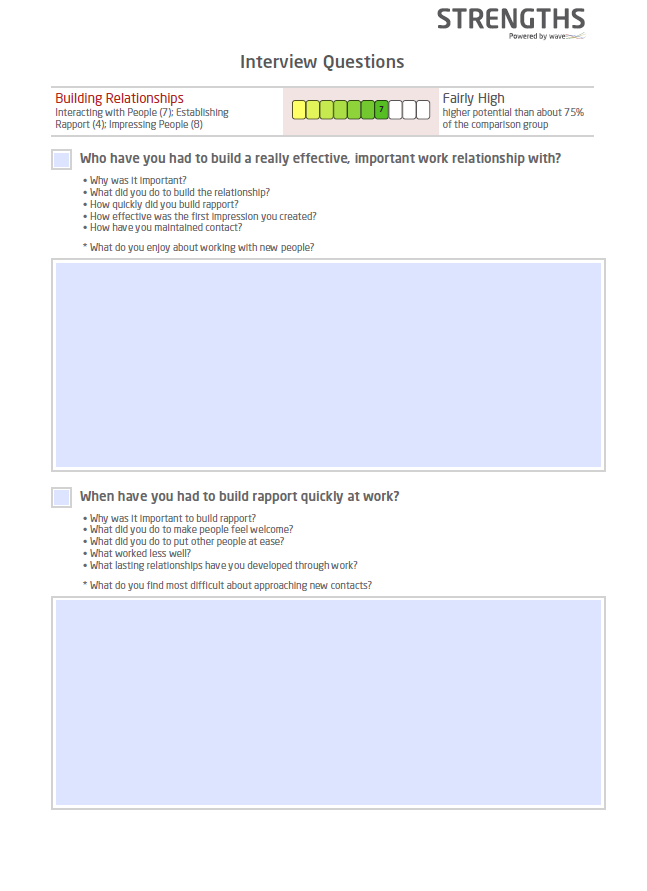 STRENGTHS
Powered by wave
Interview Questions
Building Relationships
Interacting with People (7); Establishing
Rapport (4); Impressing People (8)
7
Fairly High
higher potential than about 75%
of the comparison group
Who have you had to build a really effective, important work relationship with?
• Why was it important?
• What did you do to build the relationship?
• How quickly did you build rapport?
• How effective was the first impression you created?
• How have you maintained contact?
* What do you enjoy about working with new people?
When have you had to build rapport quickly at work?
• Why was it important to build rapport?
• What did you do to make people feel welcome?
• What did you do to put other people at ease?
• What worked less well?
• What lasting relationships have you developed through work?
* What do you find most difficult about approaching new contacts?